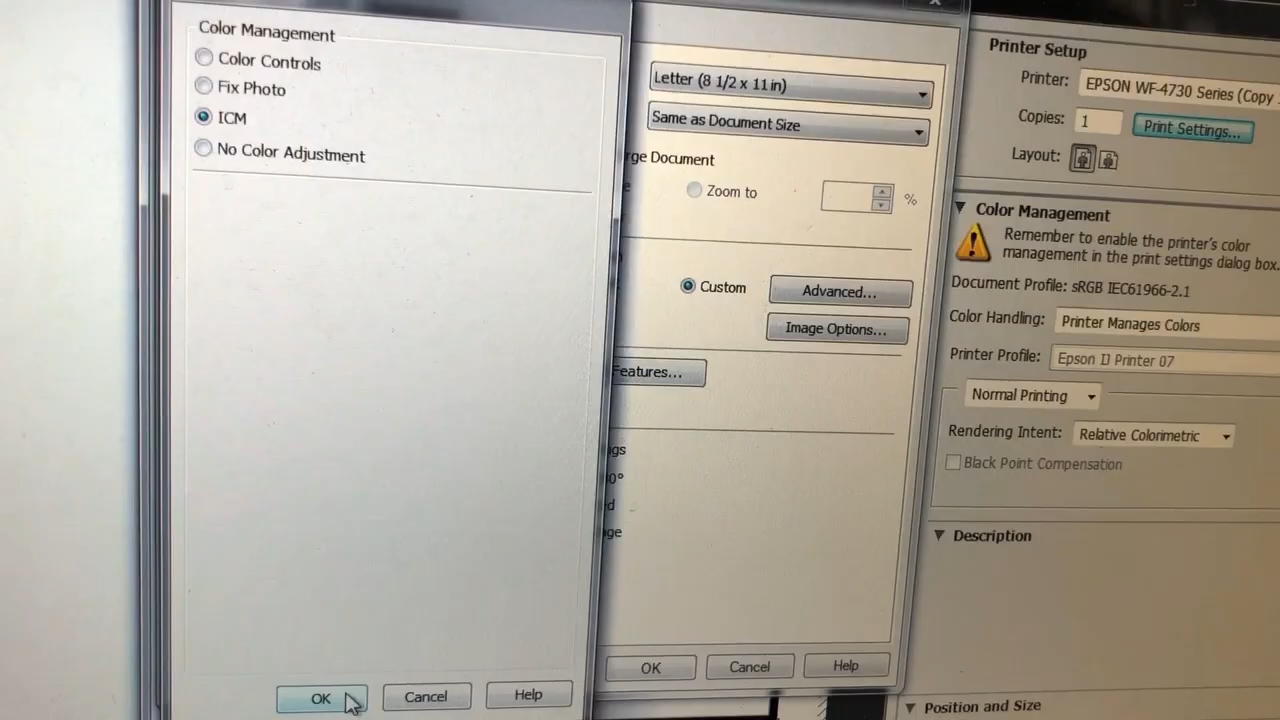 Color Management
Color Controls
Fix Photo
ICM
No Color Adjustment
OK
Cancel
Help
Letter (8 1/2 x 11 in)
Same as Document Size
Document
Zoom to
%
Custom
Advanced...
Image Options...
Features...
OK
Cancel
Help
Printer Setup
Printer: EPSON WF-4730 Series (Copy
Copies: 1 Print Settings...
Layout:
Color Management
Remember to enable the printer's color
management in the print settings dialog box.
Document Profile: sRGB IEC61966-2.1
Color Handling: Printer Manages Colors
Printer Profile: Epson IJ Printer 07
Normal Printing
Rendering Intent: Relative Colorimetric
Black Point Compensation
Description
Position and Size